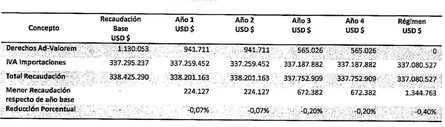 Concepto Recaudación Base USD $ Año 1 USD $ Año 2 USD $ Año 3 USD $ Año 4 USD $ Régimen USD $
Derechos Ad-Valorem 1.130.053 941.711 941.711 565.026 565.026 0
IVA Importaciones 337.295.237 337.259.452 337.259.452 337.187.882 337.187.882 337.080.527
Total Recaudación 338.425.290 338.201.163 338.201.163 337.752.909 337.752.909 337.080.527
Menor Recaudación respecto de año base 224.127 224.127 672.382 672.382 1.344.763
Reducción Porcentual -0,07% -0,07% -0,20% -0,20% -0,40%